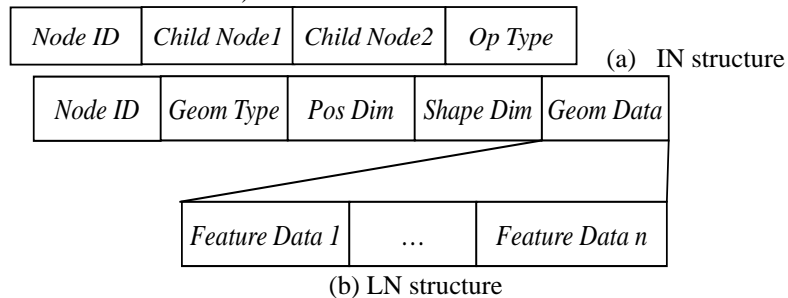 Node ID Child Node1 Child Node2 Op Type
(a) IN structure
Node ID Geom Type Pos Dim Shape Dim Geom Data
Feature Data 1 … Feature Data n
(b) LN structure